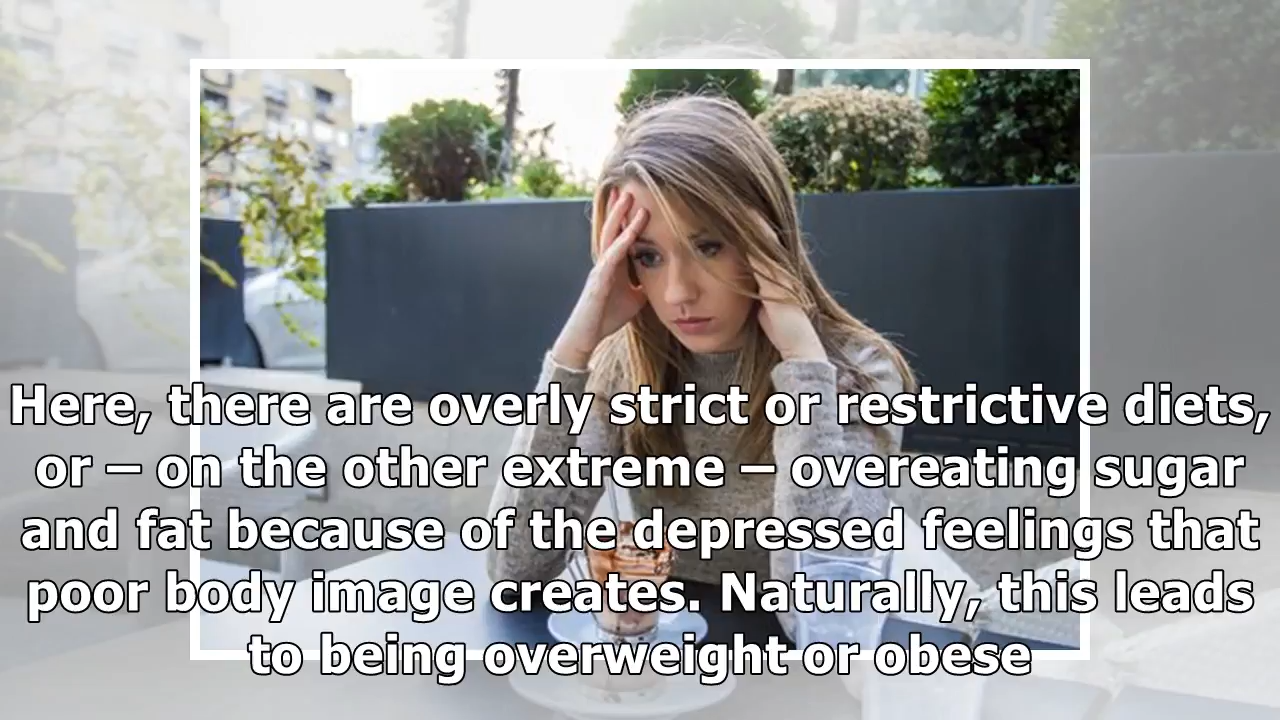 Here, there are overly strict or restrictive diets,
or – on the other extreme – overeating sugar
and fat because of the depressed feelings that
poor body image creates. Naturally, this leads
to being overweight or obese